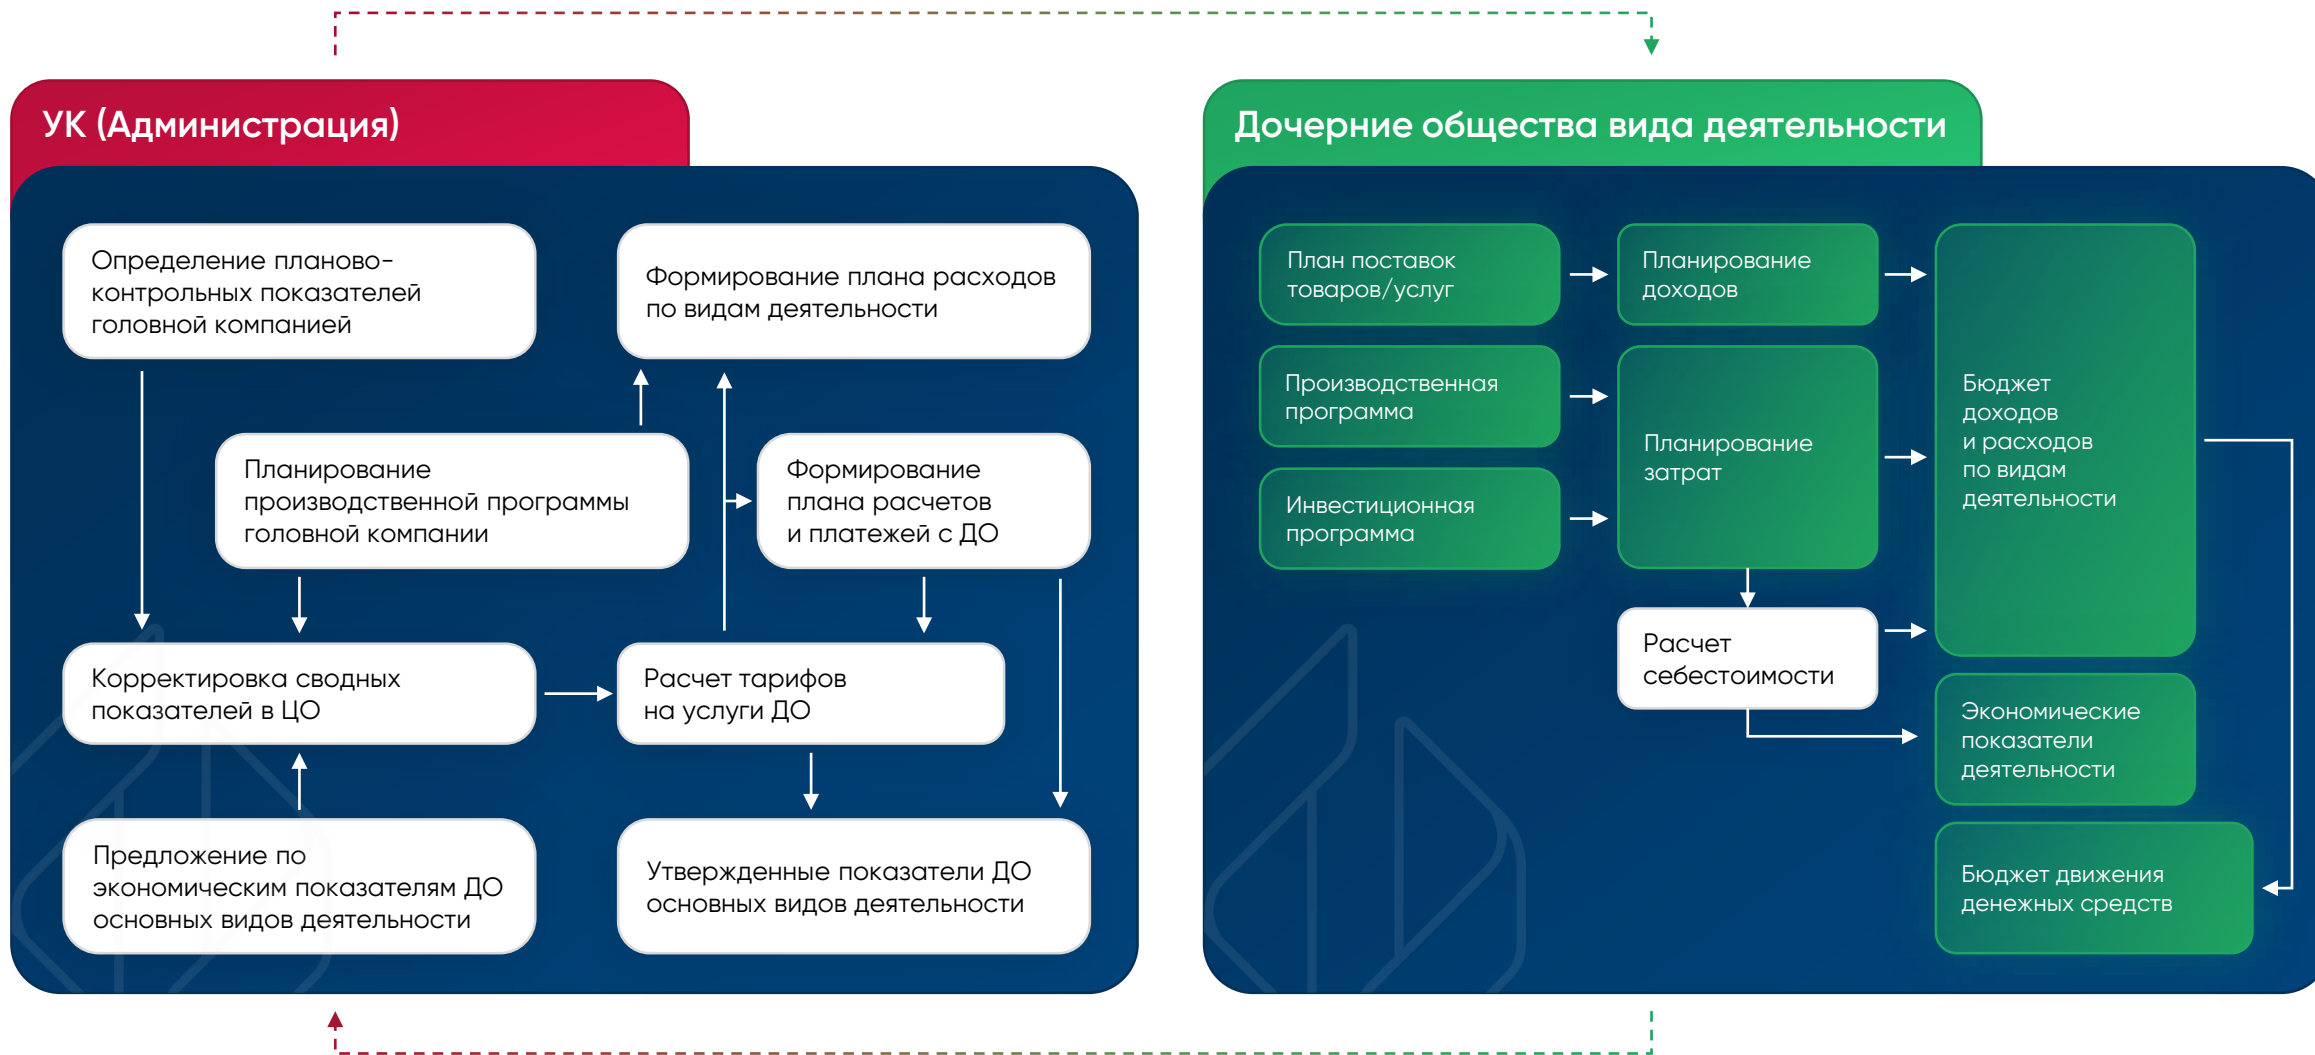 УК (Администрация)
Определение планово-
контрольных показателей
головной компанией
Формирование плана расходов
по видам деятельности
Планирование
производственной программы
головной компании
Формирование
плана расчетов
и платежей с ДО
Корректировка сводных
показателей в ЦО
Расчет тарифов
на услуги ДО
Предложение по
экономическим показателям ДО
основных видов деятельности
Утвержденные показатели ДО
основных видов деятельности
Дочерние общества вида деятельности
План поставок
товаров/услуг
Планирование
доходов
Производственная
программа
Планирование
затрат
Инвестиционная
программа
Бюджет
доходов
и расходов
по видам
деятельности
Расчет
себестоимости
Экономические
показатели
деятельности
Бюджет движения
денежных средств